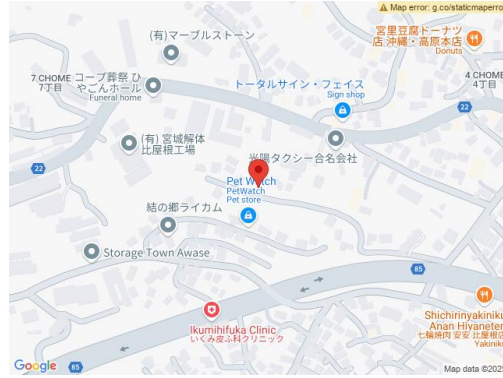 Map error: g.co/staticmaperro
(有)マーブルストーン
宮里豆腐ドーナツ
店 沖縄・高原本店
Donuts
7 CHOME
7丁目
コープ葬祭 ひ
やごんホール
Funeral home
トータルサイン・フェイス
Sign shop
4 CHOME
4丁目
22
(有) 宮城解体
比屋根工場
光陽タクシー合名会社
22
Pet Watch
PetWatch
Pet store
結の郷ライカム
Storage Town Awase
85
Ikumihifuka Clinic
いくみ皮ふ科クリニック
Shichirinyakiniku
Anan Hiyaneten
七輪焼肉 安安 比屋根店
Yakiniku
Google
85
Map data ©2025